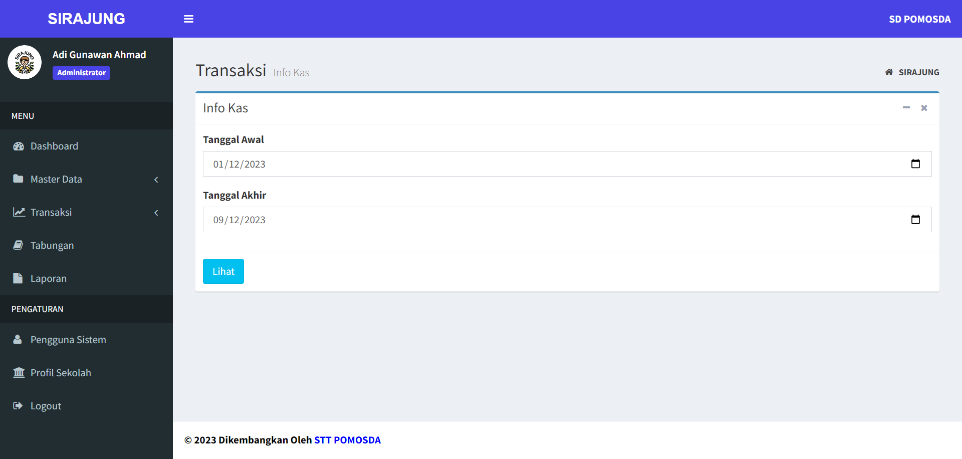 SIRAJUNG
SD POMOSDA
Adi Gunawan Ahmad
Administrator
MENU
Dashboard
Master Data
Transaksi
Tabungan
Laporan
PENGATURAN
Pengguna Sistem
Profil Sekolah
Logout
Transaksi Info Kas
SIRAJUNG
Info Kas
Tanggal Awal
01/12/2023
Tanggal Akhir
09/12/2023
Lihat
© 2023 Dikembangkan Oleh STT POMOSDA